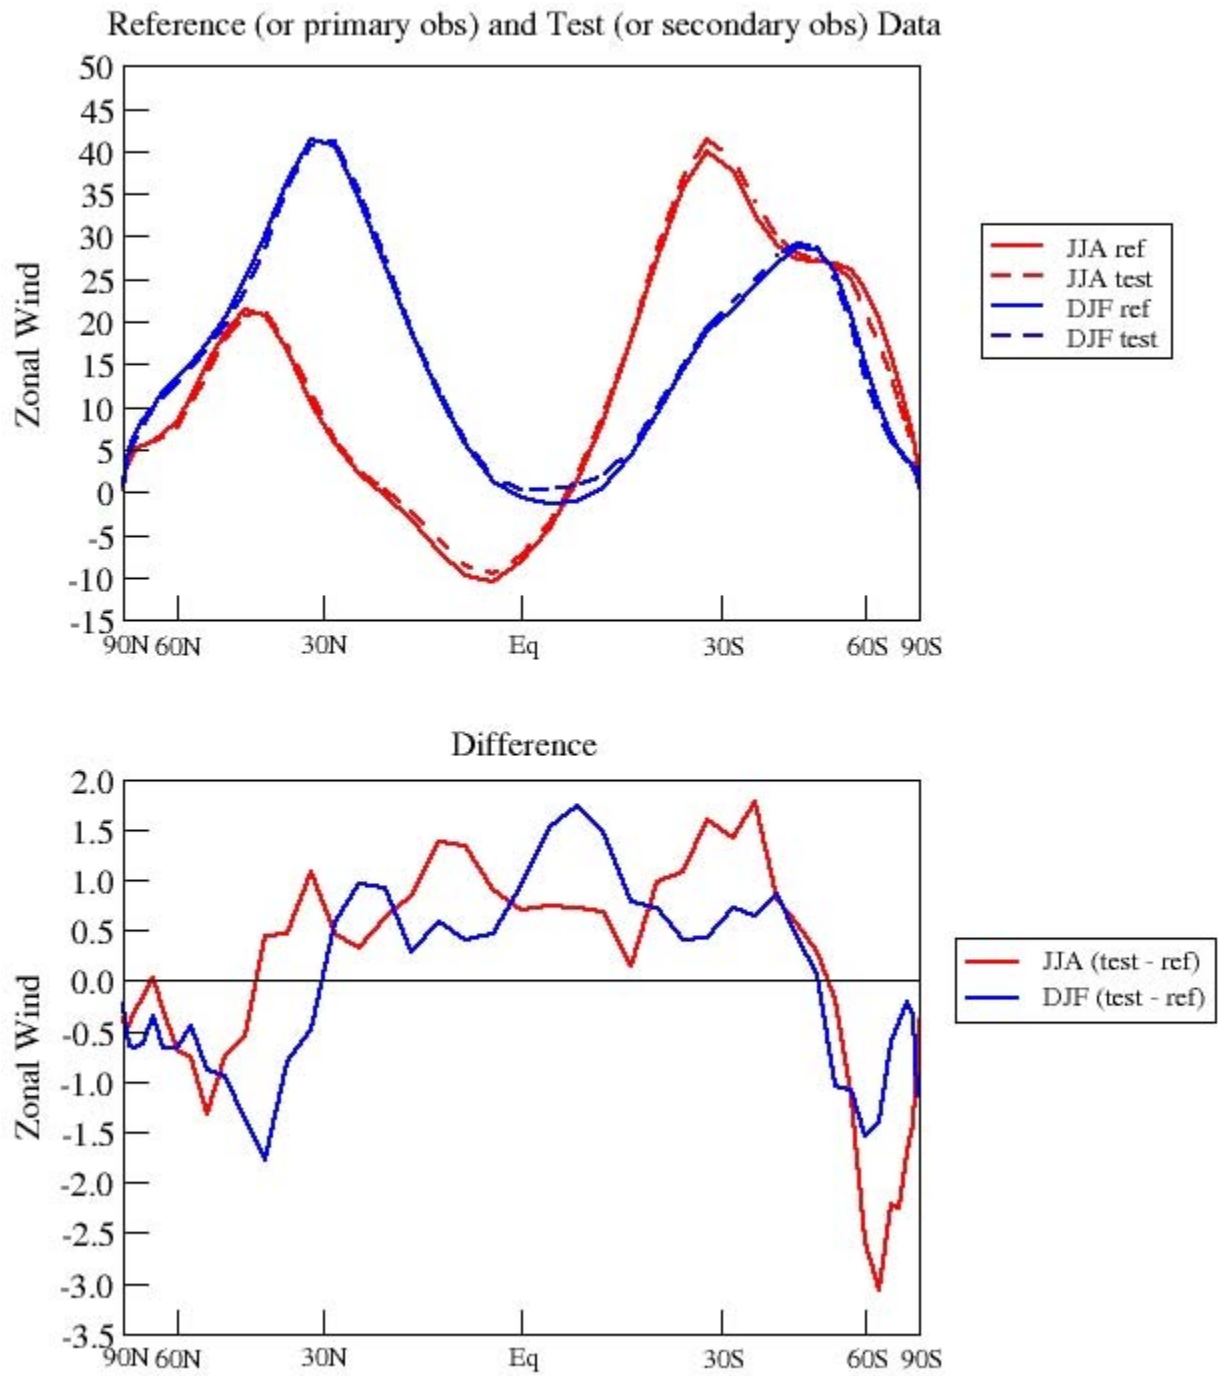 Reference (or primary obs) and Test (or secondary obs) Data
50
45
40
35
30
25
20
15
10
5
0
-5
-10
-15
Zonal Wind
90N 60N 30N Eq 30S 60S 90S
JJA ref
JJA test
DJF ref
DJF test
Difference
2.0
1.5
1.0
0.5
0.0
-0.5
-1.0
-1.5
-2.0
-2.5
-3.0
-3.5
Zonal Wind
90N 60N 30N Eq 30S 60S 90S
JJA (test - ref)
DJF (test - ref)